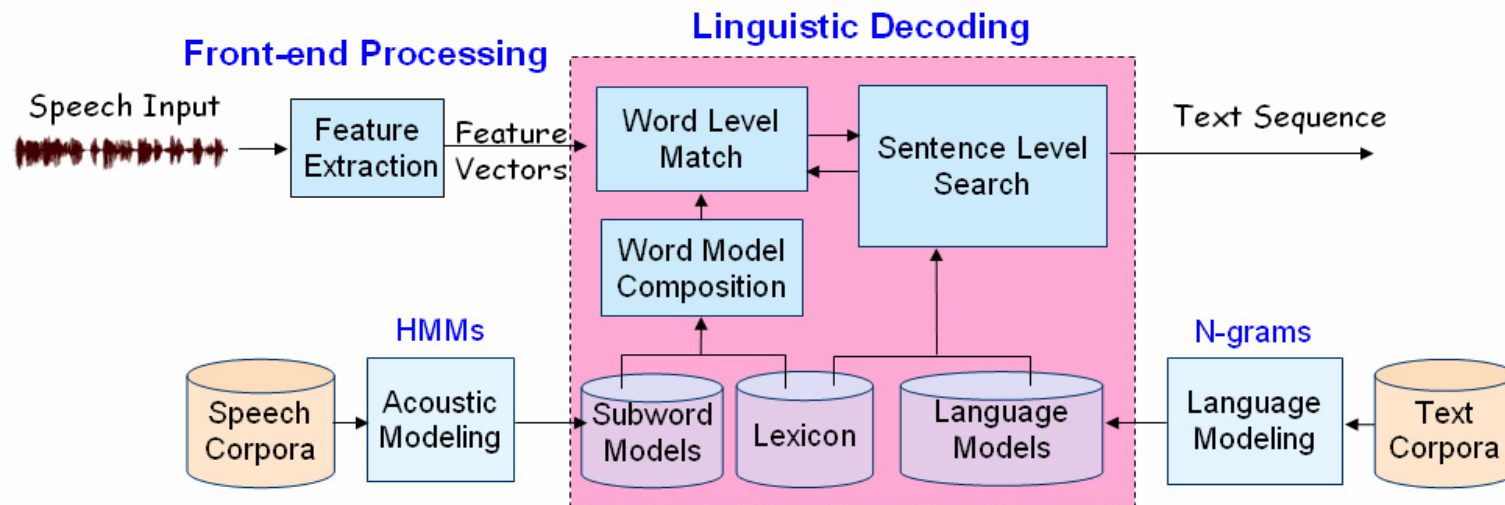 Linguistic Decoding
Front-end Processing
Speech Input
Feature
Extraction
Feature
Vectors
Word Level
Match
Sentence Level
Search
Text Sequence
Word Model
Composition
HMMs
N-grams
Speech
Corpora
Acoustic
Modeling
Subword
Models
Lexicon
Language
Models
Language
Modeling
Text
Corpora